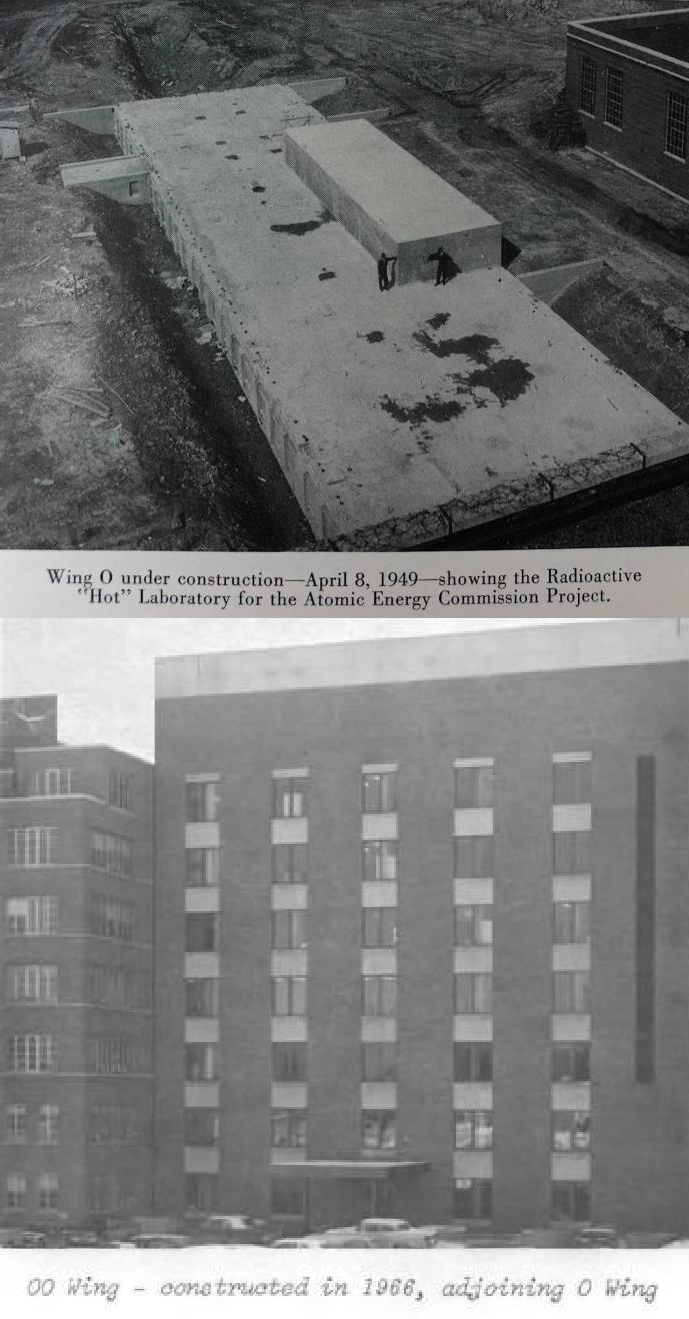 Wing O under construction—April 8, 1949—showing the Radioactive
"Hot" Laboratory for the Atomic Energy Commission Project.
OO Wing - constructed in 1966, adjoining O Wing